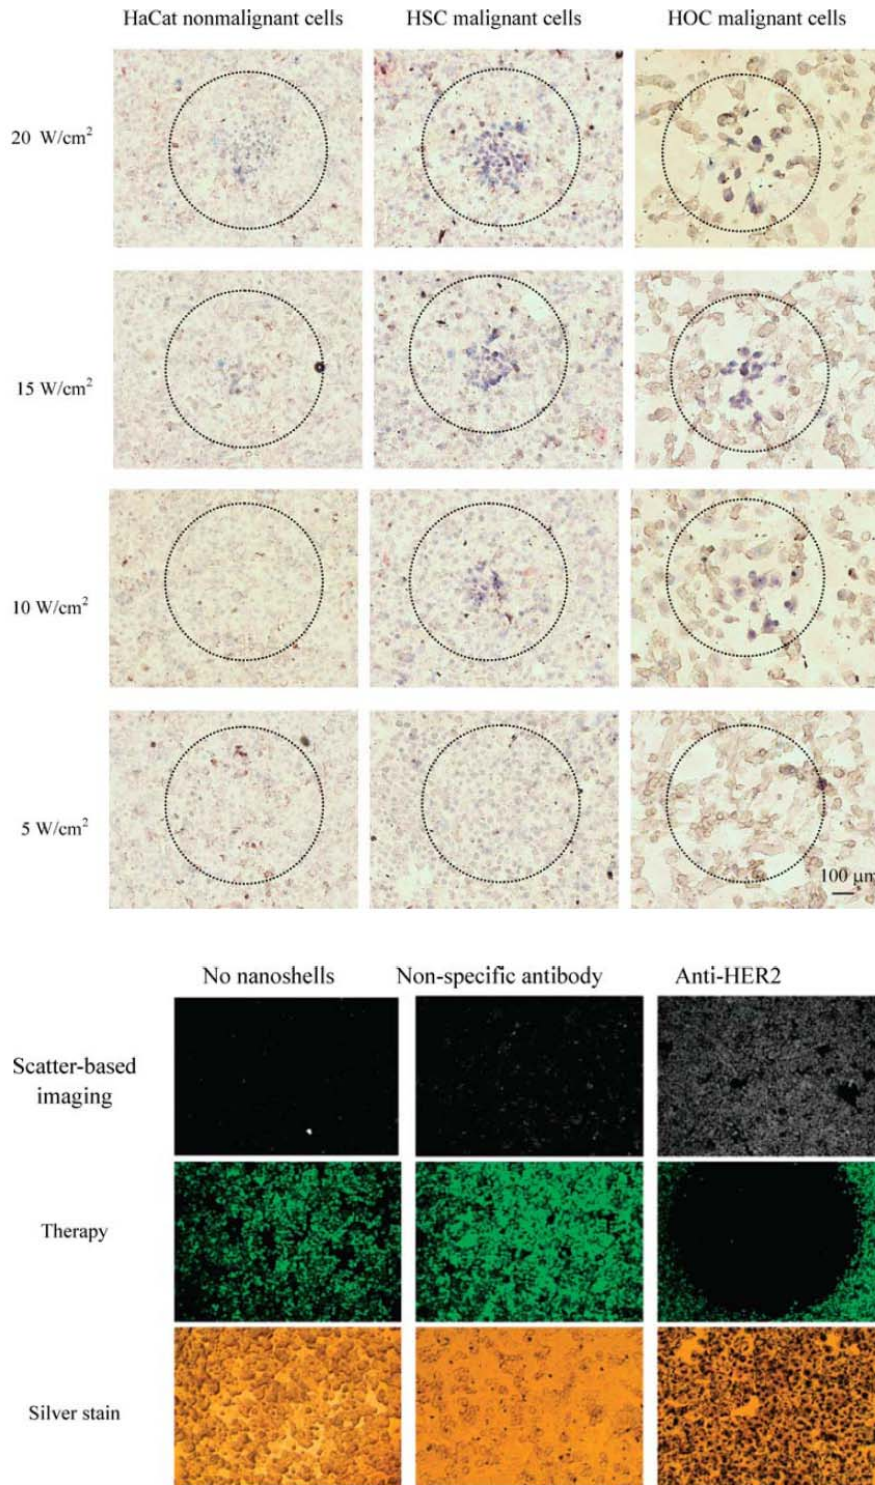 HaCat nonmalignant cells HSC malignant cells HOC malignant cells
20 W/cm²
15 W/cm²
10 W/cm²
5 W/cm²
100 μm
No nanoshells Non-specific antibody Anti-HER2
Scatter-based
imaging
Therapy
Silver stain